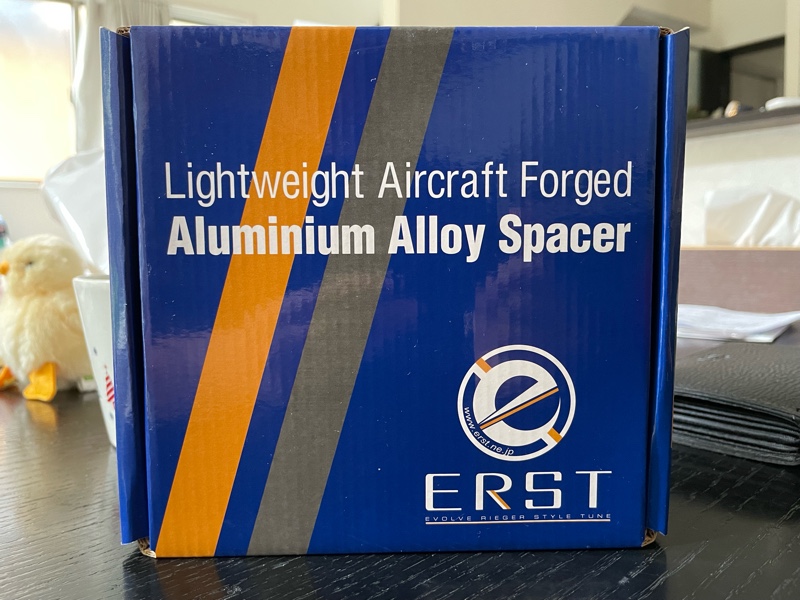 Lightweight Aircraft Forged
Aluminium Alloy Spacer
e
www.erst.ne.jp
ERST
EVOLVE RIEGER STYLE TUNE